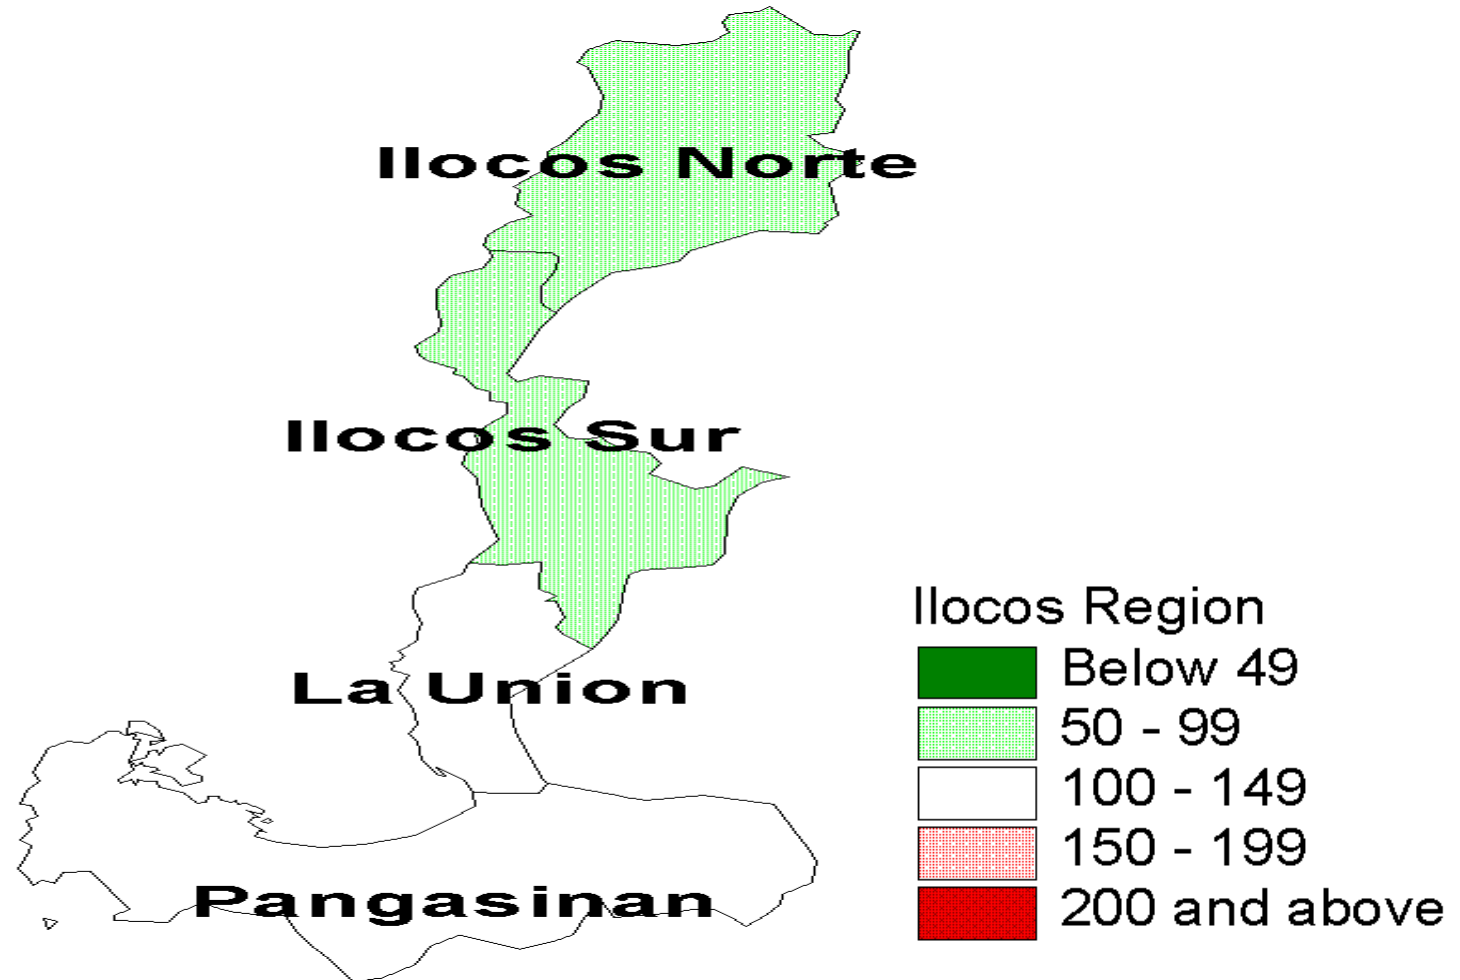 Ilocos Norte
Ilocos Sur
La Union
Pangasinan
Ilocos Region
Below 49
50 - 99
100 - 149
150 - 199
200 and above